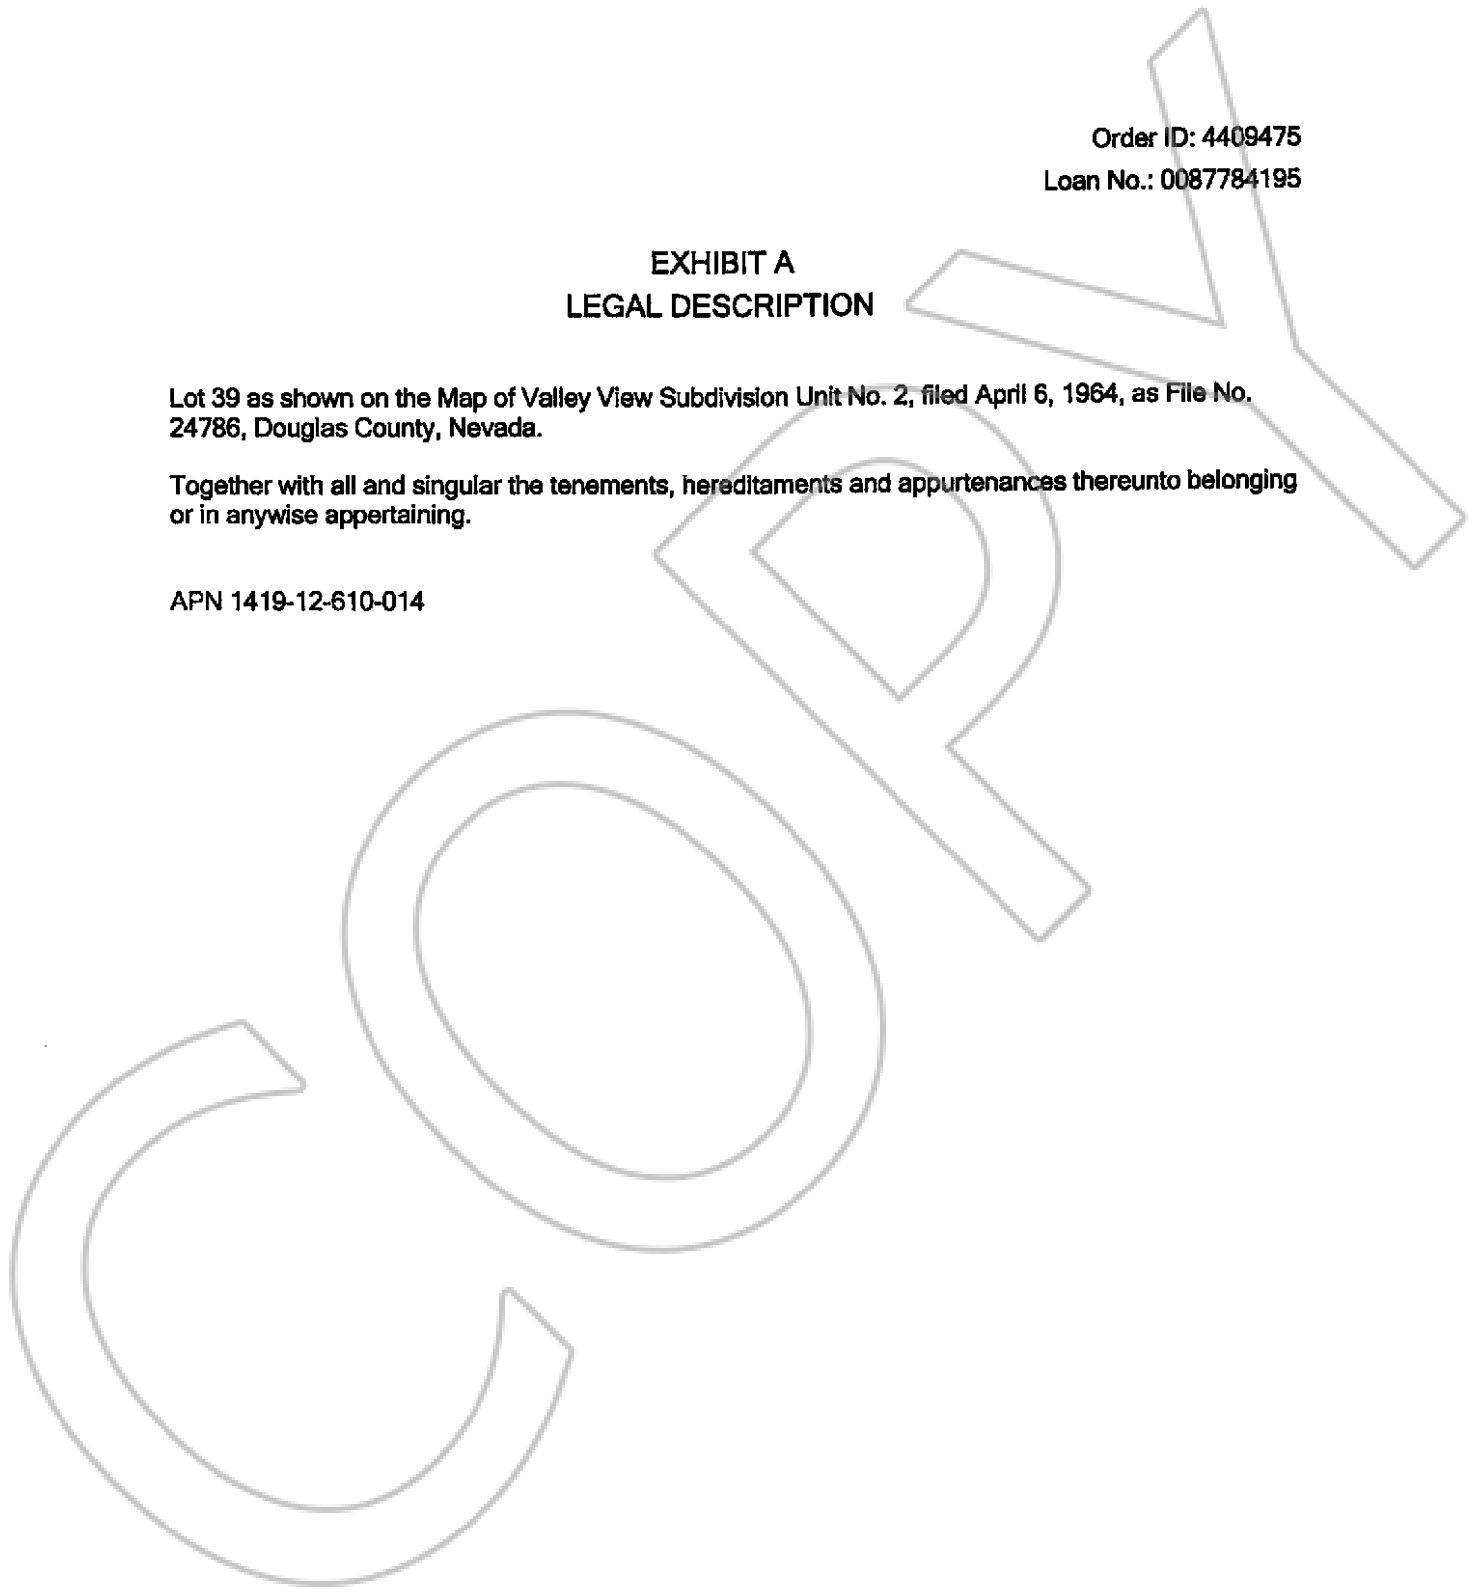 Order ID: 4409475
Loan No.: 0087784195
EXHIBIT A
LEGAL DESCRIPTION
Lot 39 as shown on the Map of Valley View Subdivision Unit No. 2, filed April 6, 1964, as File No.
24786, Douglas County, Nevada.
Together with all and singular the tenements, hereditaments and appurtenances thereunto belonging
or in anywise appertaining.
APN 1419-12-610-014
COPY